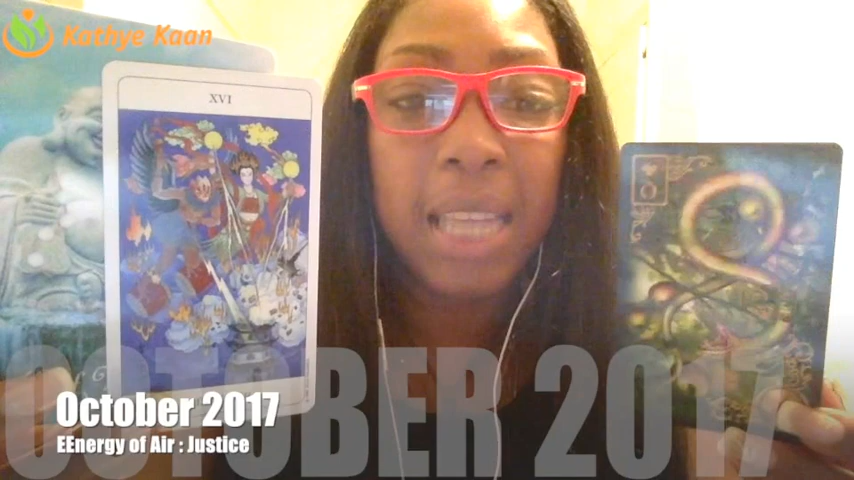 Kathye Kaan
XVI
OCTOBER 2017
October 2017
EEnergy of Air : Justice